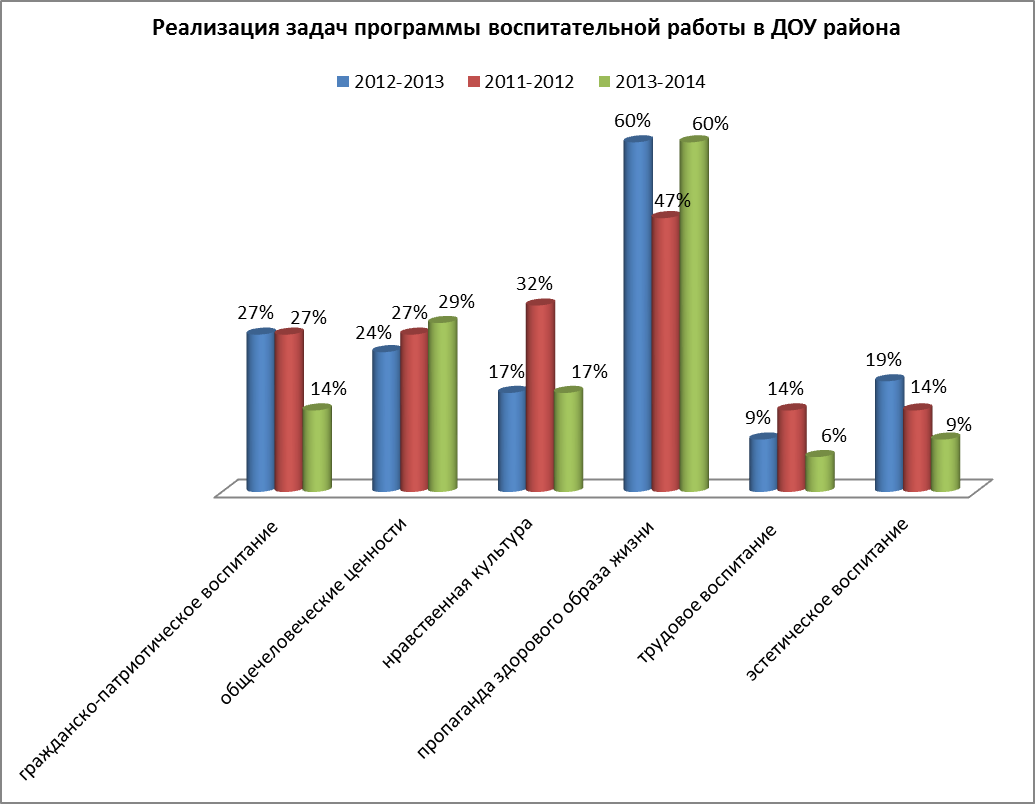 Реализация задач программы воспитательной работы в ДОУ района
2012-2013 2011-2012 2013-2014
27% 27% 14%
24% 27% 29%
17% 32% 17%
60% 47% 60%
9% 14% 6%
19% 14% 9%
гражданско-патриотическое воспитание
общечеловеческие ценности
нравственная культура
пропаганда здорового образа жизни
трудовое воспитание
эстетическое воспитание